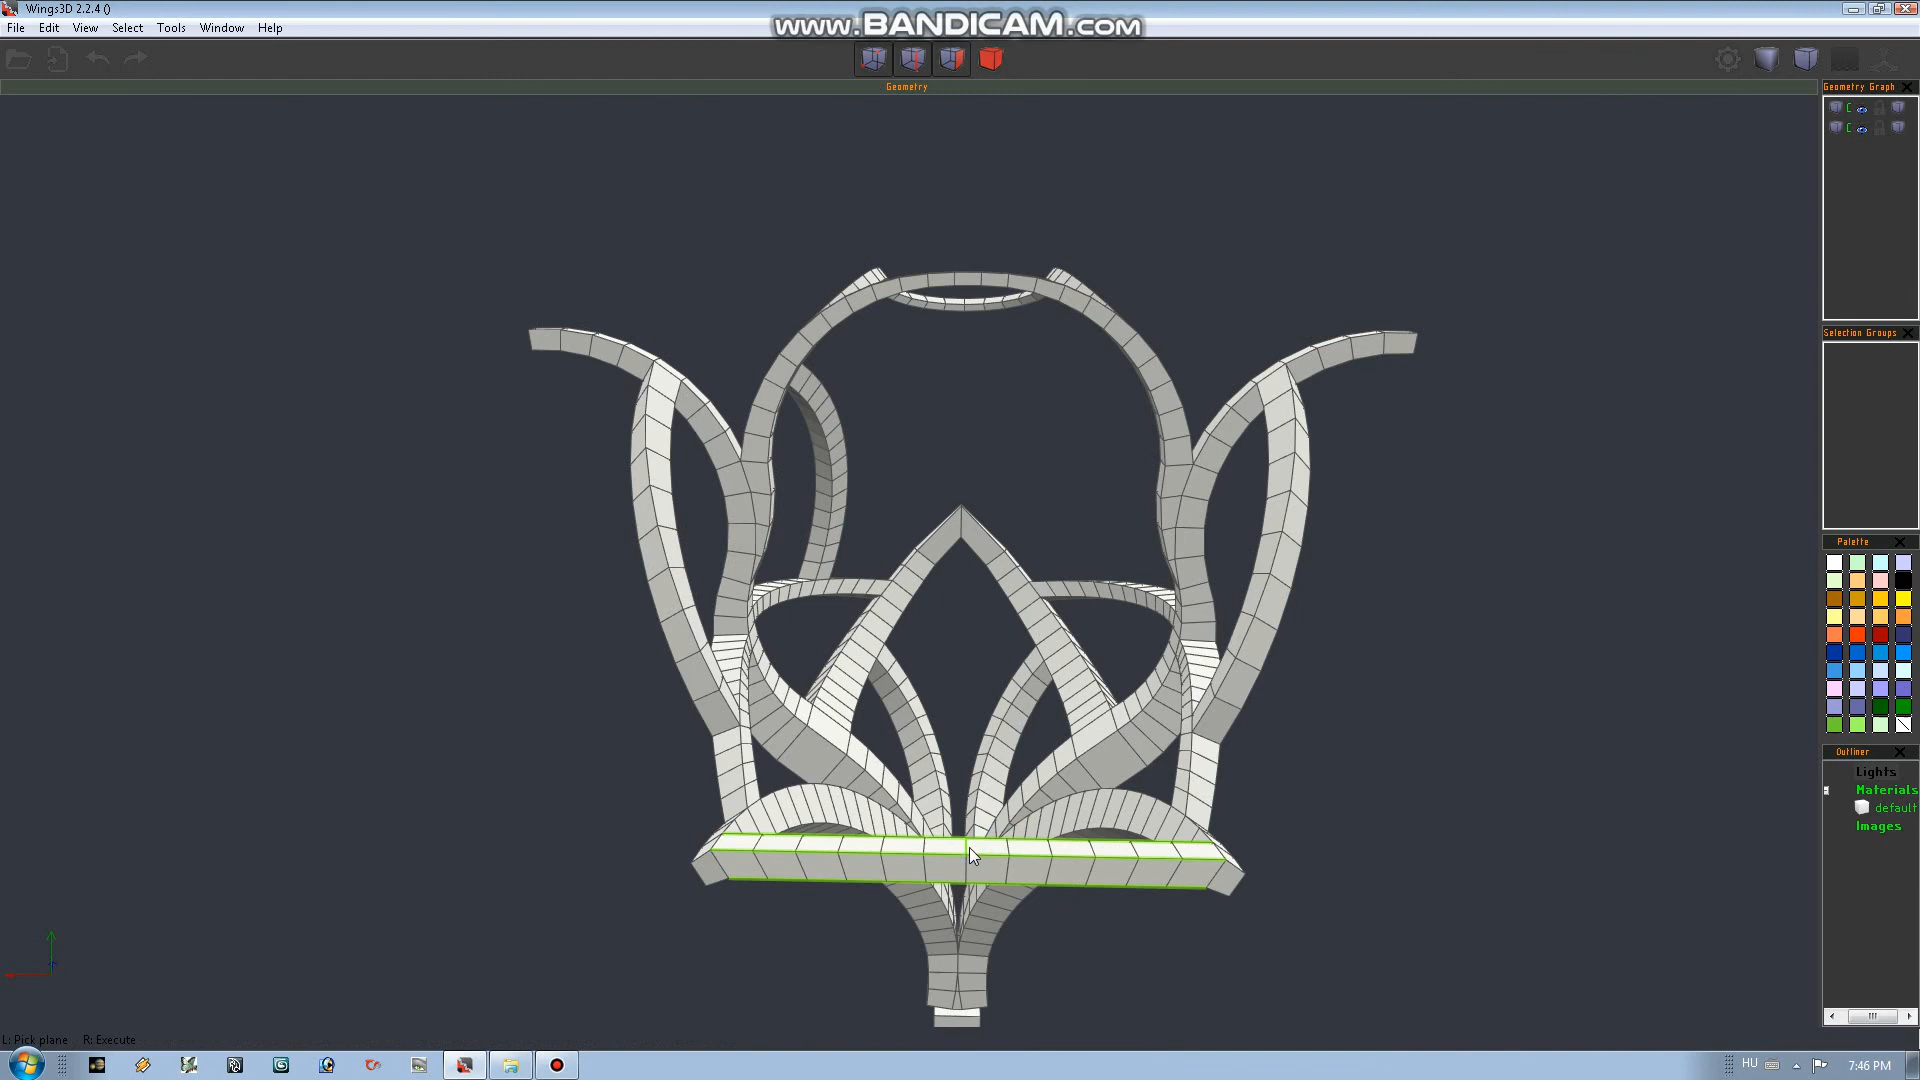 Wings3D 2.2.4 ()
www.BANDICAM.com
File Edit View Select Tools Window Help
Geometry
Geometry Graph
Selection Groups
Palette
Outliner
Lights
Materials
default
Images
L: Pick plane R: Execute
HU
7:46 PM